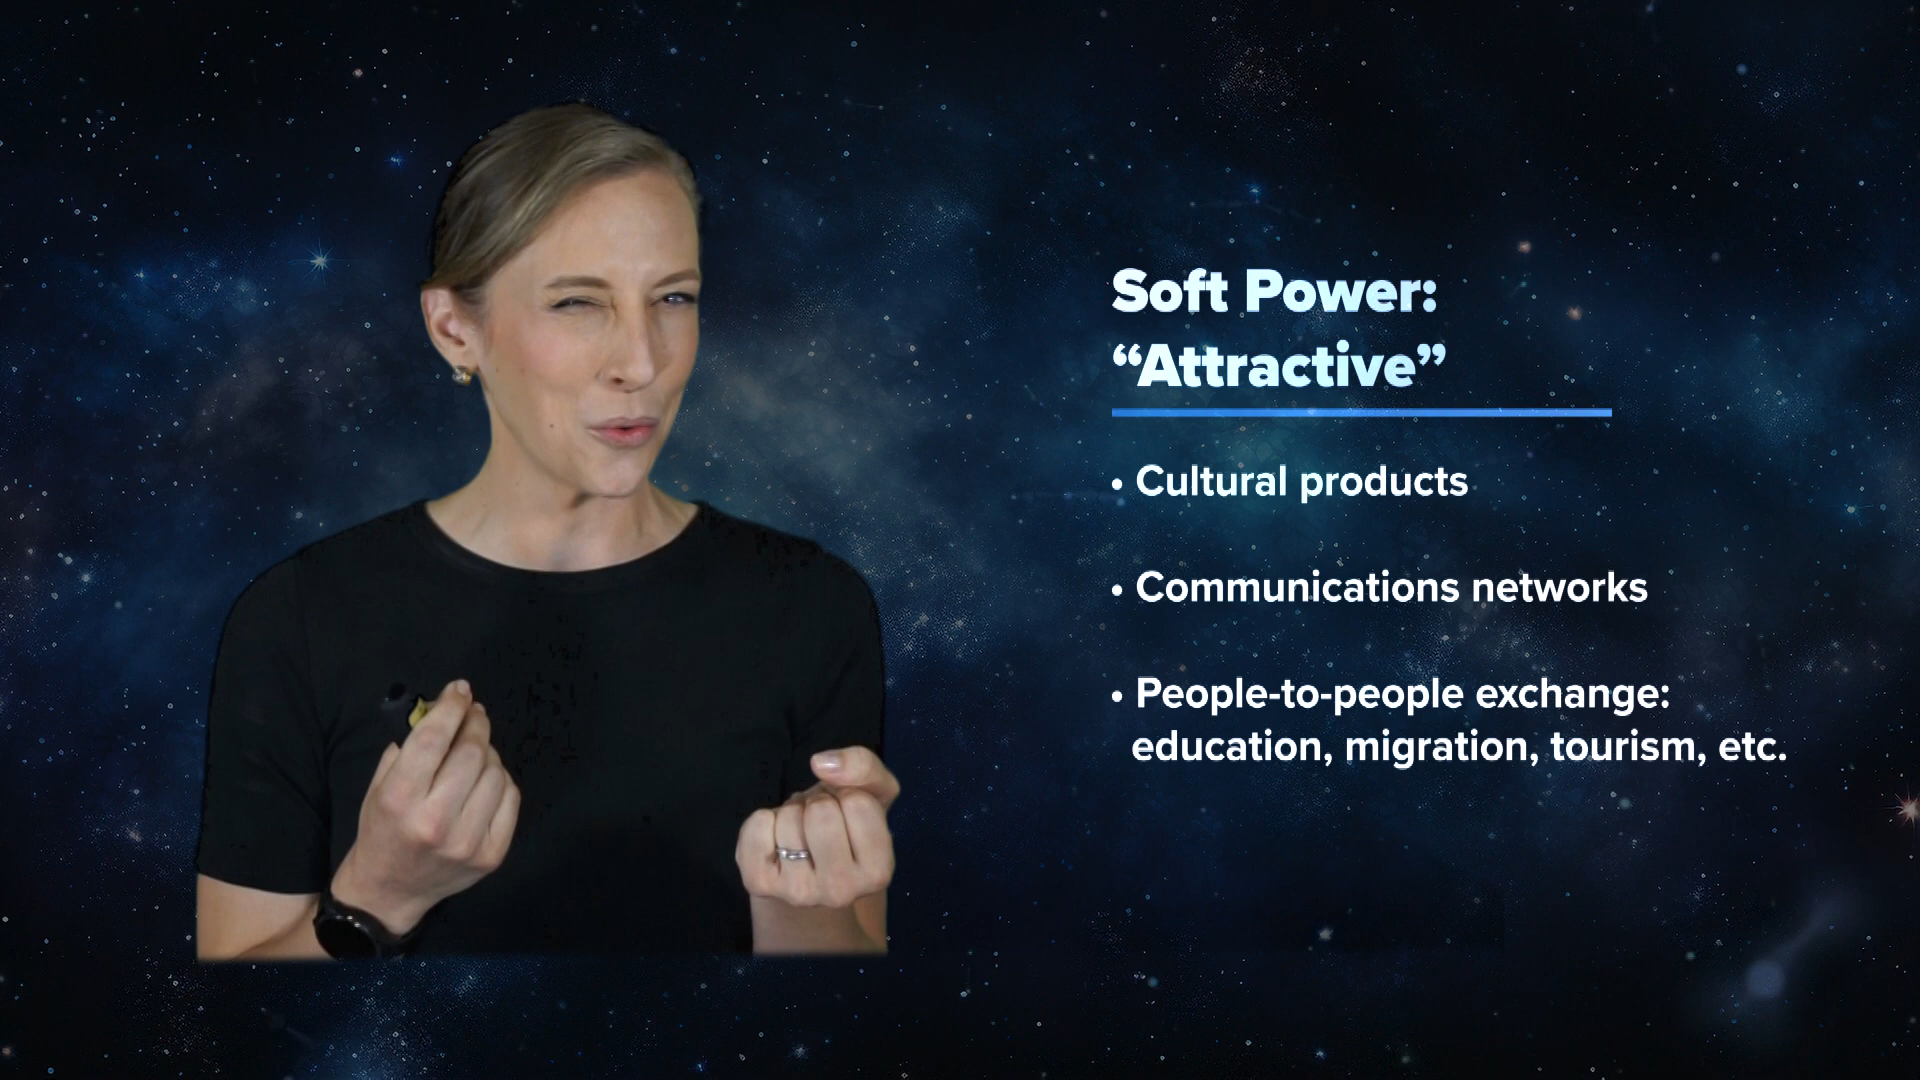 Soft Power:
“Attractive”
• Cultural products
• Communications networks
• People-to-people exchange:
education, migration, tourism, etc.